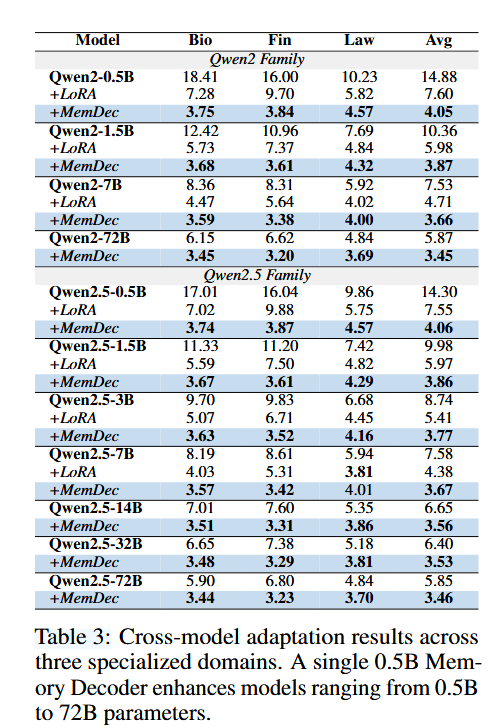 Model Bio Fin Law Avg
Qwen2 Family
Qwen2-0.5B 18.41 16.00 10.23 14.88
+LoRA 7.28 9.70 5.82 7.60
+MemDec 3.75 3.84 4.57 4.05
Qwen2-1.5B 12.42 10.96 7.69 10.36
+LoRA 5.73 7.37 4.84 5.98
+MemDec 3.68 3.61 4.32 3.87
Qwen2-7B 8.36 8.31 5.92 7.53
+LoRA 4.47 5.64 4.02 4.71
+MemDec 3.59 3.38 4.00 3.66
Qwen2-72B 6.15 6.62 4.84 5.87
+MemDec 3.45 3.20 3.69 3.45
Qwen2.5 Family
Qwen2.5-0.5B 17.01 16.04 9.86 14.30
+LoRA 7.02 9.88 5.75 7.55
+MemDec 3.74 3.87 4.57 4.06
Qwen2.5-1.5B 11.33 11.20 7.42 9.98
+LoRA 5.59 7.50 4.82 5.97
+MemDec 3.67 3.61 4.29 3.86
Qwen2.5-3B 9.70 9.83 6.68 8.74
+LoRA 5.07 6.71 4.45 5.41
+MemDec 3.63 3.52 4.16 3.77
Qwen2.5-7B 8.19 8.61 5.94 7.58
+LoRA 4.03 5.31 3.81 4.38
+MemDec 3.57 3.42 4.01 3.67
Qwen2.5-14B 7.01 7.60 5.35 6.65
+MemDec 3.51 3.31 3.86 3.56
Qwen2.5-32B 6.65 7.38 5.18 6.40
+MemDec 3.48 3.29 3.81 3.53
Qwen2.5-72B 5.90 6.80 4.84 5.85
+MemDec 3.44 3.23 3.70 3.46
Table 3: Cross-model adaptation results across
three specialized domains. A single 0.5B Mem-
ory Decoder enhances models ranging from 0.5B
to 72B parameters.